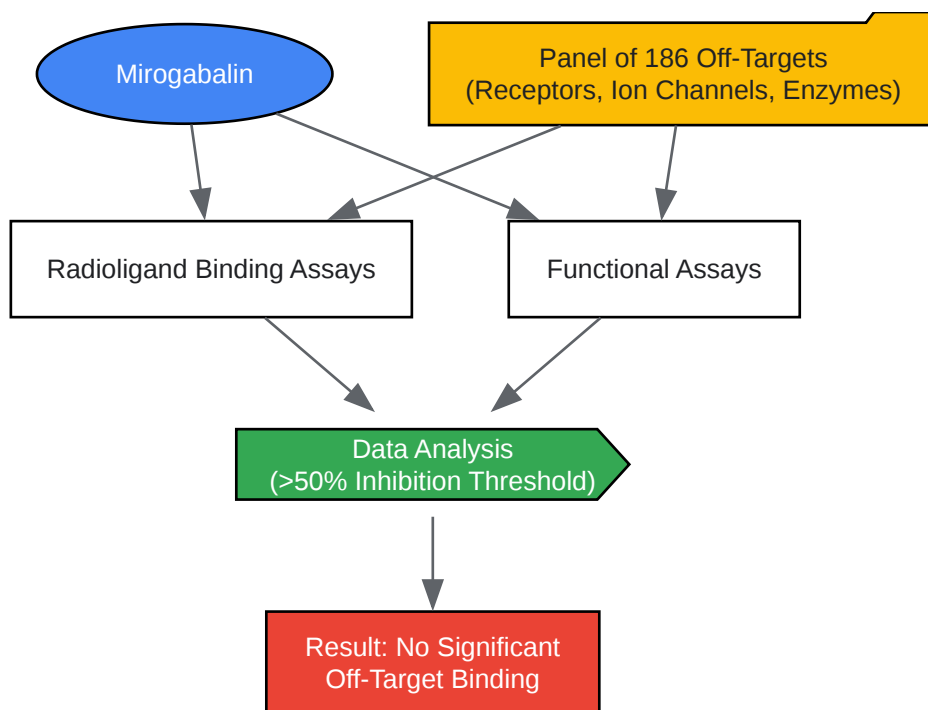 Mirogabalin
Panel of 186 Off-Targets
(Receptors, Ion Channels, Enzymes)
Radioligand Binding Assays
Functional Assays
Data Analysis
(>50% Inhibition Threshold)
Result: No Significant
Off-Target Binding